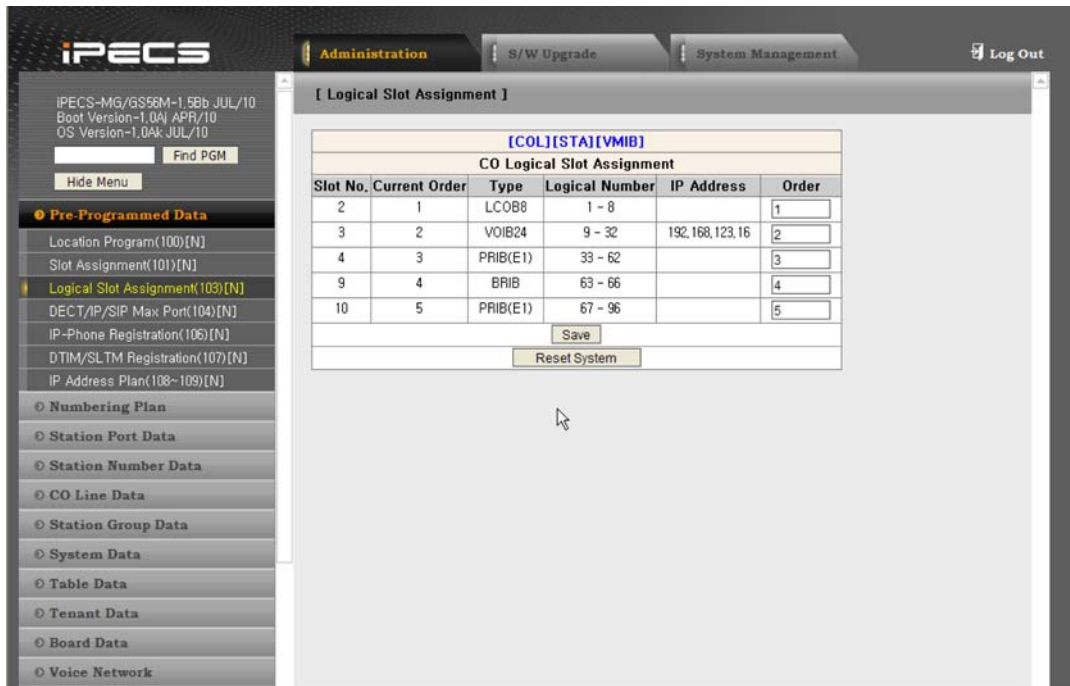 iPECS
Administration
S/W Upgrade
System Management
Log Out
iPECS-MG/GS56M-1,5Bb JUL/10
Boot Version-1,0Aj APR/10
OS Version-1,0Ak JUL/10
Find PGM
Hide Menu
Pre-Programmed Data
Location Program(100)[N]
Slot Assignment(101)[N]
Logical Slot Assignment(103)[N]
DECT/IP/SIP Max Port(104)[N]
IP-Phone Registration(106)[N]
DTIM/SLTM Registration(107)[N]
IP Address Plan(108~109)[N]
Numbering Plan
Station Port Data
Station Number Data
CO Line Data
Station Group Data
System Data
Table Data
Tenant Data
Board Data
Voice Network
[ Logical Slot Assignment ]
[COL][STA][VMIB]
CO Logical Slot Assignment
Slot No. Current Order Type Logical Number IP Address Order
2 1 LCOB8 1 - 8 1
3 2 VOIB24 9 - 32 192,168,123,16 2
4 3 PRIB(E1) 33 - 62 3
9 4 BRIB 63 - 66 4
10 5 PRIB(E1) 67 - 96 5
Save
Reset System